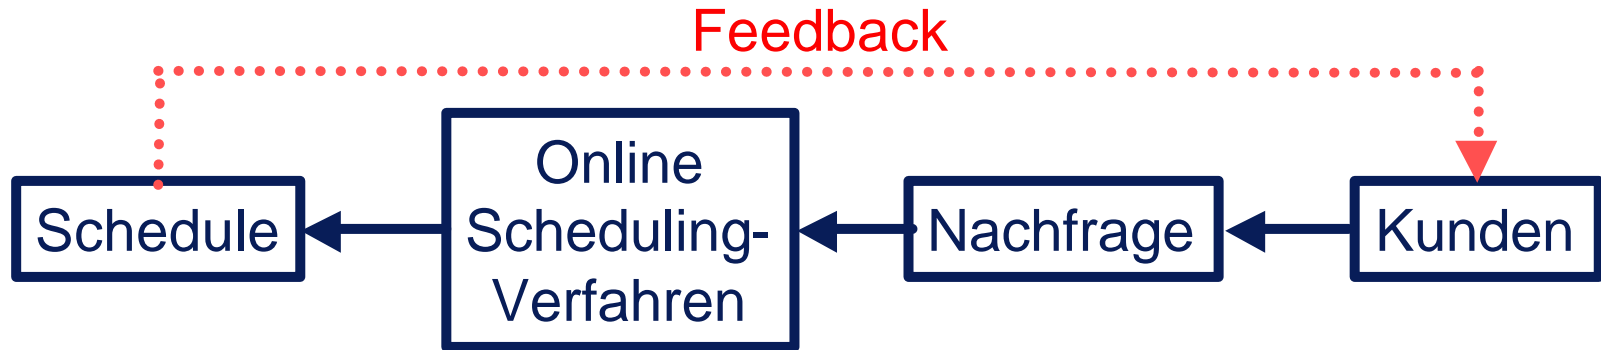 Feedback
Schedule
Online
Scheduling-
Verfahren
Nachfrage
Kunden